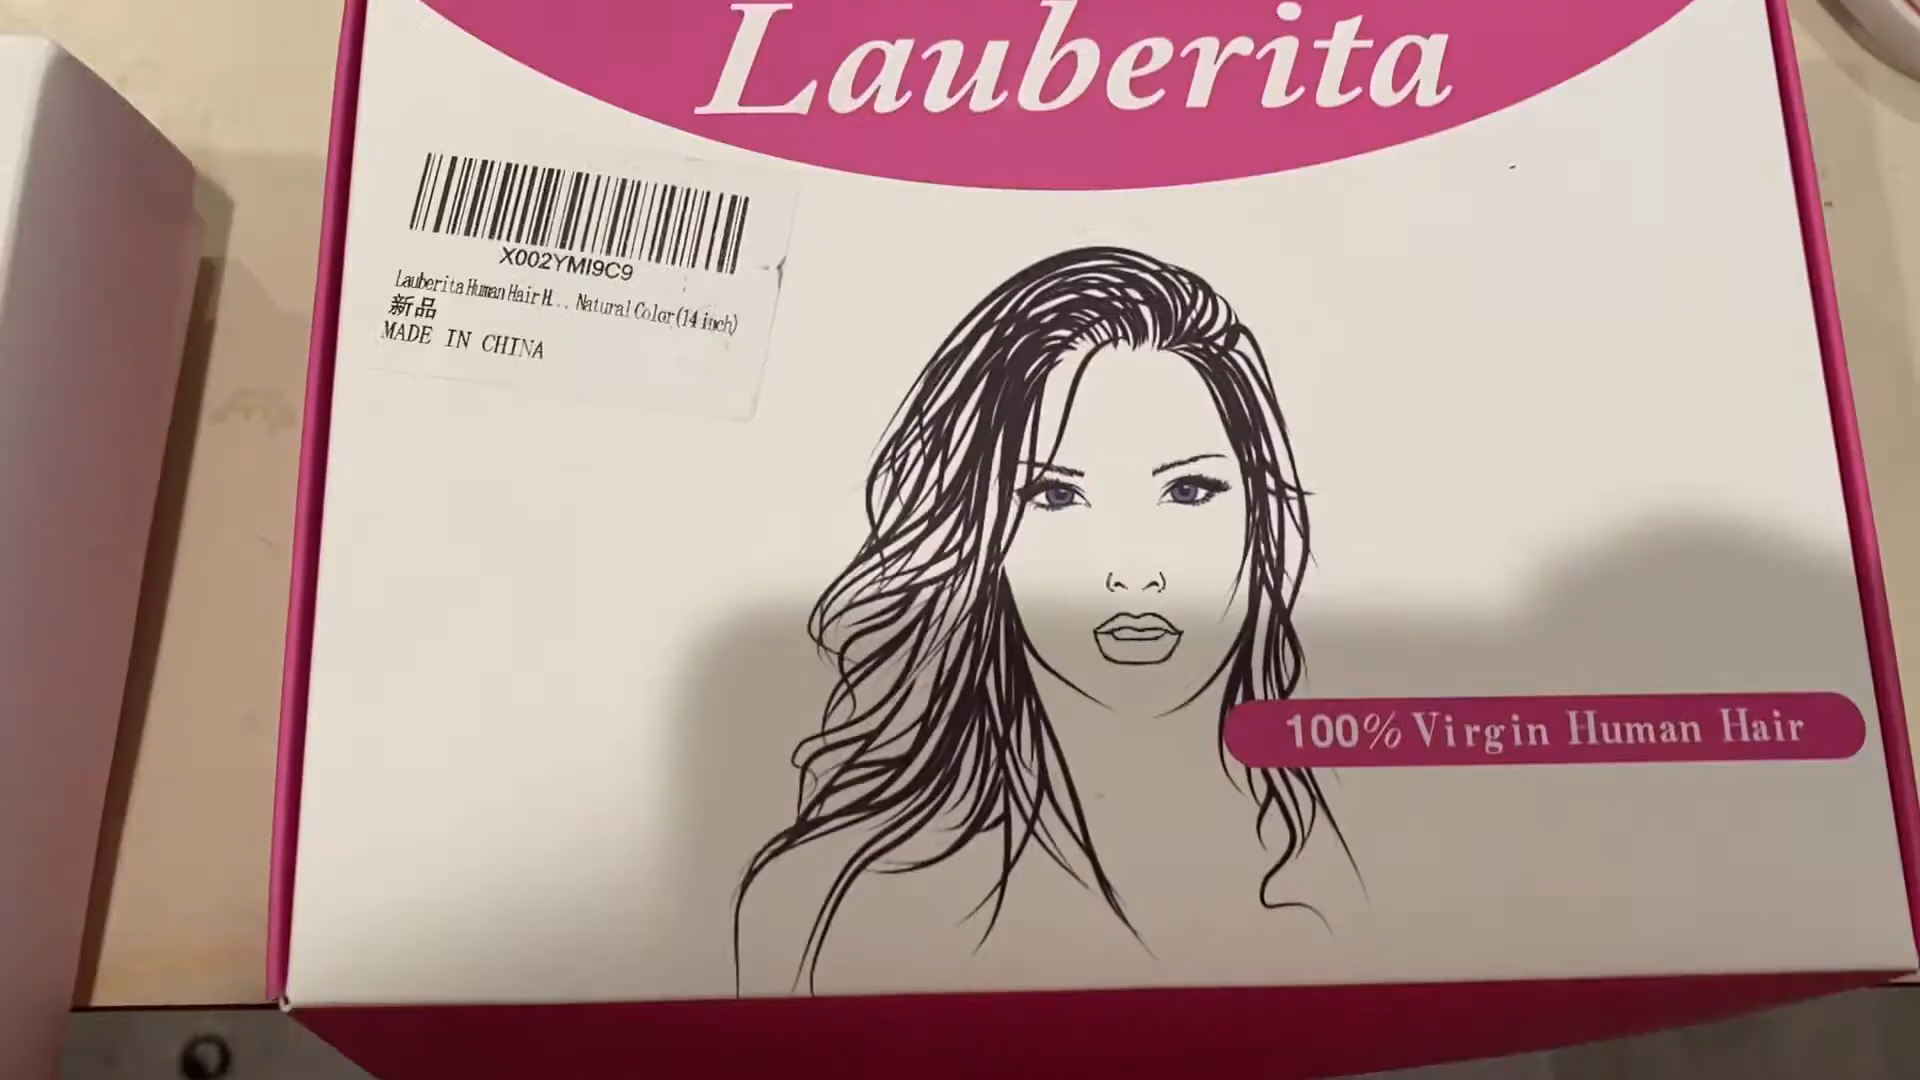 Lauberita
X002YMI9C9
Lauberita Human Hair H... Natural Color(14 inch)
新品
MADE IN CHINA
100% Virgin Human Hair